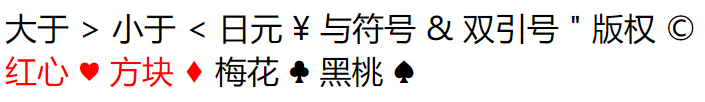 大于 > 小于 < 日元 ¥ 与符号 & 双引号 " 版权 ©
红心 ♥ 方块 ♦ 梅花 ♣ 黑桃 ♠